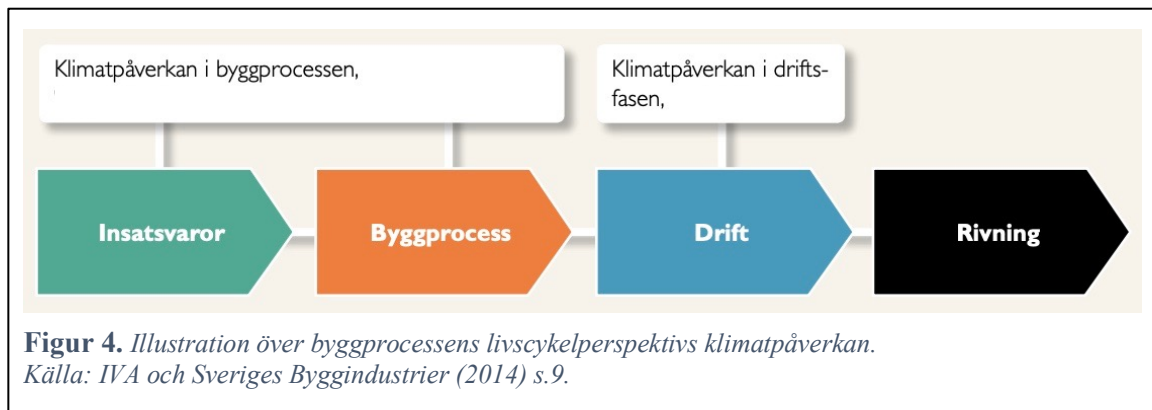 Klimatpåverkan i byggprocessen,
Klimatpåverkan i drifts-
fasen,
Insatsvaror
Byggprocess
Drift
Rivning
Figur 4. Illustration över byggprocessens livscykelperspektivs klimatpåverkan.
Källa: IVA och Sveriges Byggindustrier (2014) s.9.